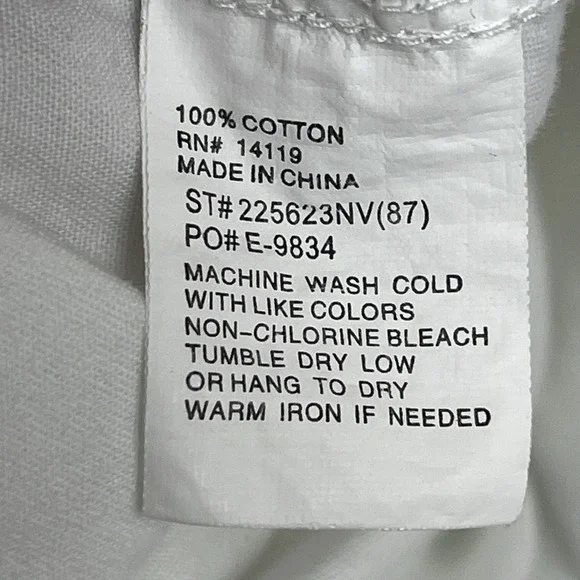 100% COTTON
RN# 14119
MADE IN CHINA
ST# 225623NV(87)
PO# E-9834
MACHINE WASH COLD
WITH LIKE COLORS
NON-CHLORINE BLEACH
TUMBLE DRY LOW
OR HANG TO DRY
WARM IRON IF NEEDED